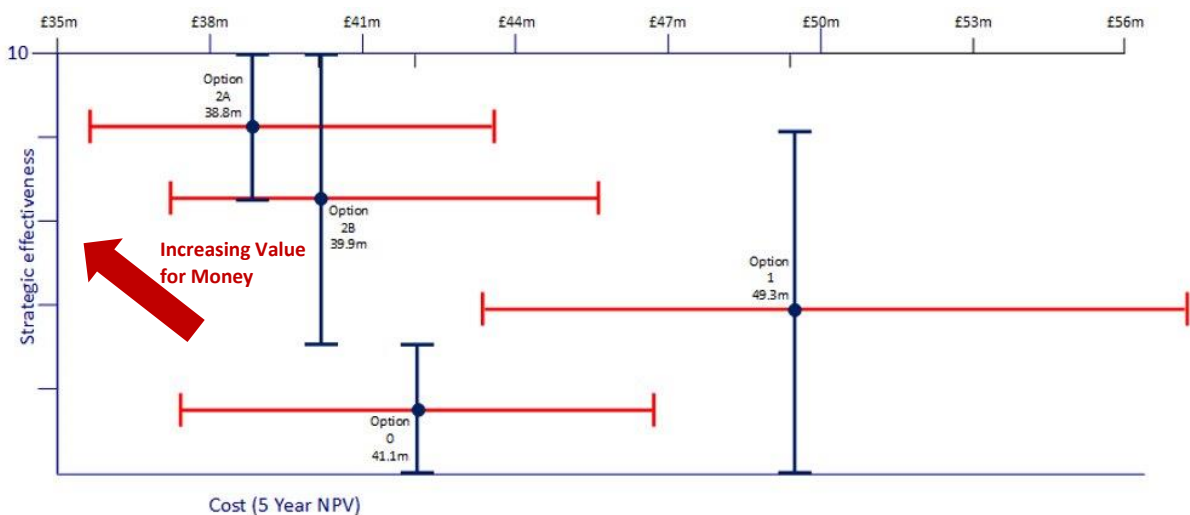 £35m £38m £41m £44m £47m £50m £53m £56m
10
Option
2A
38.8m
Option
2B
39.9m
Strategic effectiveness
Increasing Value
for Money
Option
1
49.3m
Option
0
41.1m
Cost (5 Year NPV)